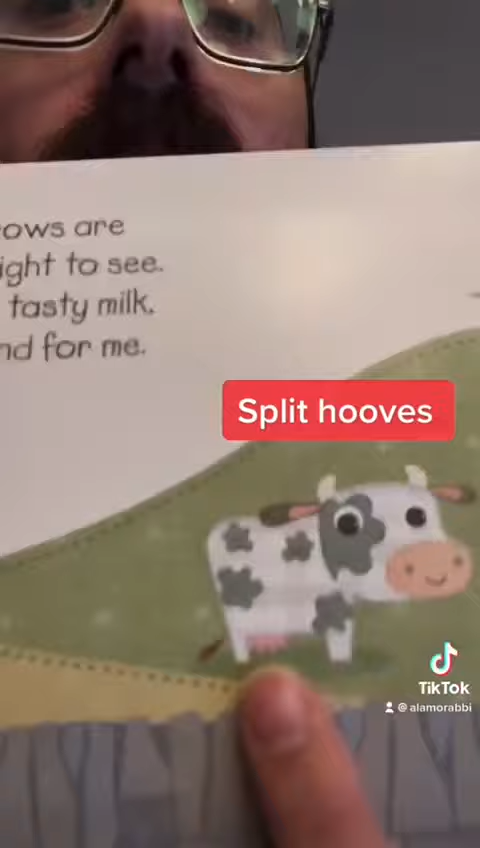 ows are
ight to see.
tasty milk,
nd for me.
Split hooves
TikTok
@alamorabbi